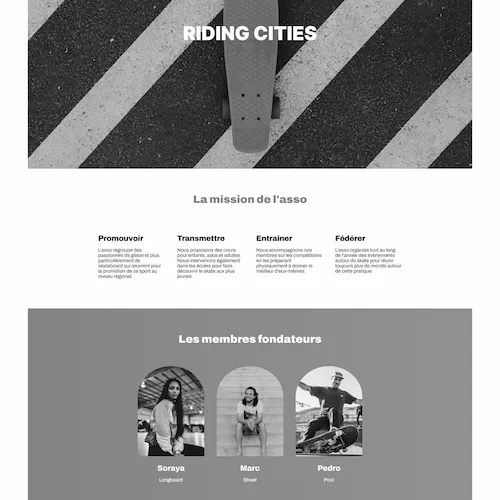 RIDING CITIES
La mission de l'asso
Promouvoir
L'asso regroupe des
passionnés de glisse et plus
particulièrement de
skateboard qui œuvrent pour
la promotion de ce sport au
niveau régional.
Transmettre
Nous proposons des cours
pour enfants, ados et adultes.
Nous intervenons également
dans les écoles pour faire
découvrir le skate aux plus
jeunes.
Entraîner
Nous accompagnons nos
membres sur les compétitions
en les préparant
physiquement à donner le
meilleur d'eux-mêmes.
Fédérer
L'asso organise tout au long
de l'année des événements
autour du skate pour réunir
toujours plus de monde autour
de cette pratique.
Les membres fondateurs
Soraya
Longboard
Marc
Street
Pedro
Pool